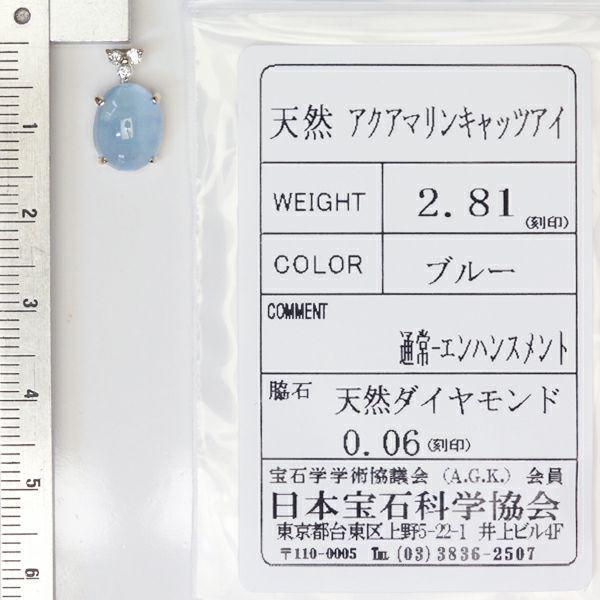 1
2
3
4
5
6
天然 アクアマリンキャッツアイ
WEIGHT 2.81 (刻印)
COLOR ブルー
COMMENT
通常-エンハンスメント
脇石 天然ダイヤモンド
0.06 (刻印)
宝石学学術協議会 (A.G.K.) 会員
日本宝石科学協会
東京都台東区上野5-22-1 井上ビル4F
〒110-0005 ℡ (03) 3836-2507